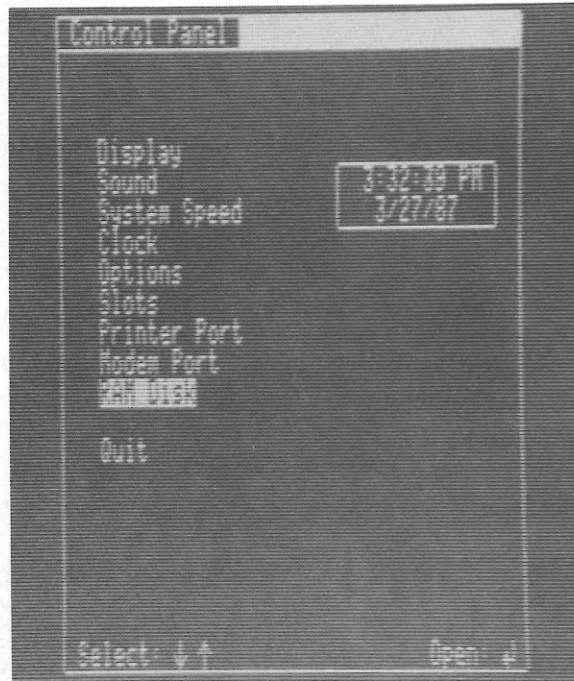 Control Panel
Display
Sound
System Speed
Clock
Options
Slots
Printer Port
Modem Port
RAM Disk
Quit
3:32:39 PM
3/27/87
Select: ↓ ↑
Open: ↵